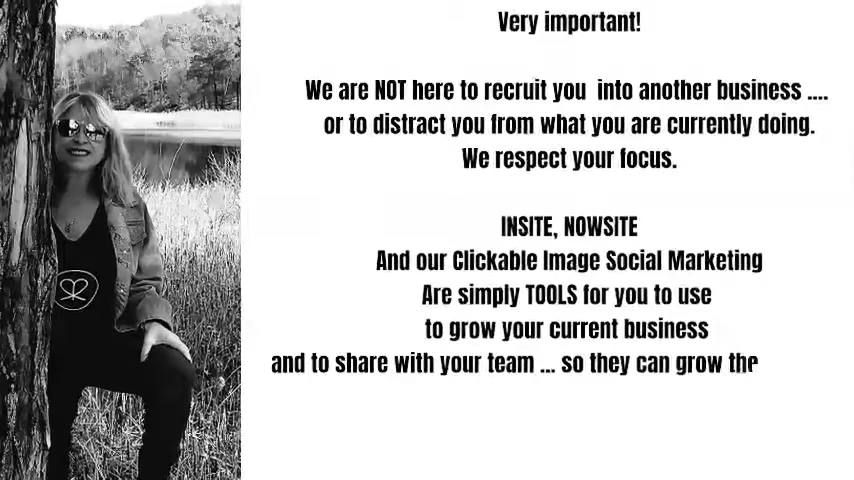 Very important!
We are NOT here to recruit you into another business ....
or to distract you from what you are currently doing.
We respect your focus.
INSITE, NOWSITE
And our Clickable Image Social Marketing
Are simply TOOLS for you to use
to grow your current business
and to share with your team ... so they can grow the